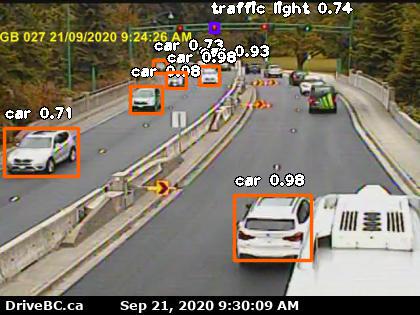 traffic light 0.74
GB 027 21/09/2020 9:24:26 AM
car 0.73
car 0.93
car 0.98
car 0.98
car 0.71
car 0.98
DriveBC.ca Sep 21, 2020 9:30:09 AM